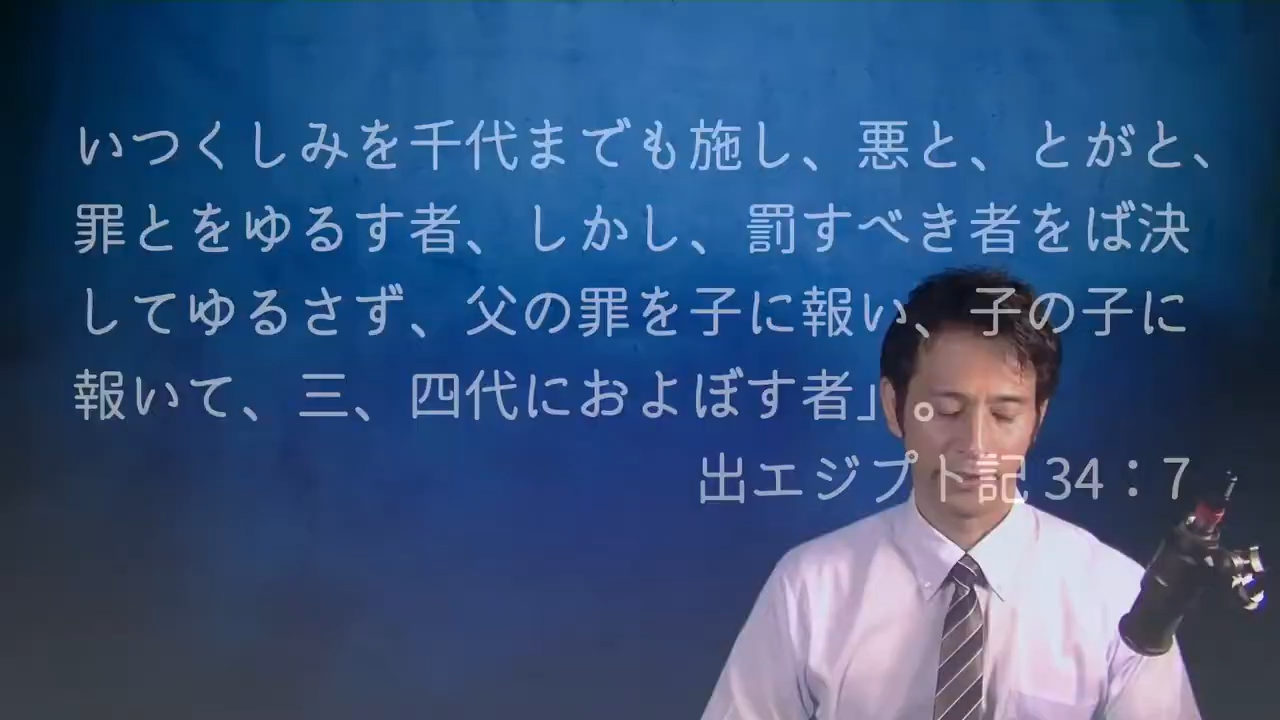 いつくしみを千代までも施し、悪と、とがと、
罪とをゆるす者、しかし、罰すべき者をば決
してゆるさず、父の罪を子に報い、子の子に
報いて、三、四代におよぼす者」。
出エジプト記 34：7